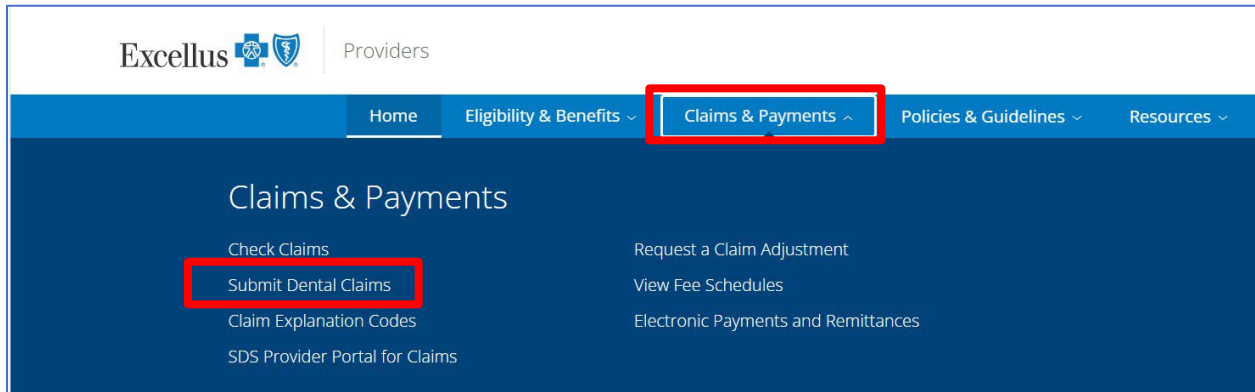 Excellus Providers
Home Eligibility & Benefits Claims & Payments Policies & Guidelines Resources
Claims & Payments
Check Claims
Submit Dental Claims
Claim Explanation Codes
SDS Provider Portal for Claims
Request a Claim Adjustment
View Fee Schedules
Electronic Payments and Remittances